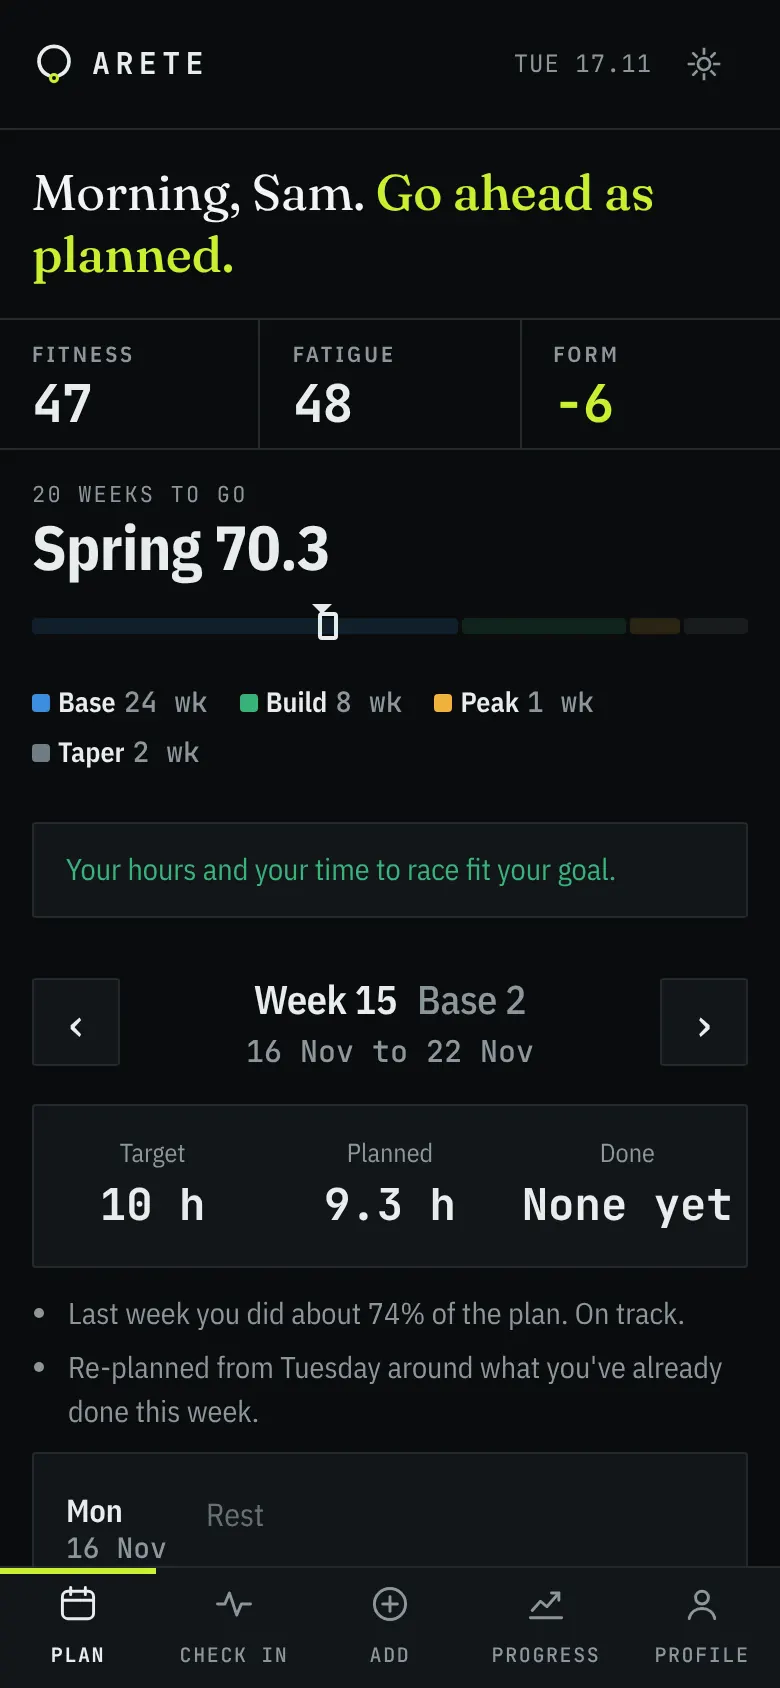 ARETE
TUE 17.11
Morning, Sam. Go ahead as
planned.
FITNESS
47
FATIGUE
48
FORM
-6
20 WEEKS TO GO
Spring 70.3
Base 24 wk
Build 8 wk
Peak 1 wk
Taper 2 wk
Your hours and your time to race fit your goal.
‹
Week 15 Base 2
16 Nov to 22 Nov
›
Target
10 h
Planned
9.3 h
Done
None yet
• Last week you did about 74% of the plan. On track.
• Re-planned from Tuesday around what you've already
done this week.
Mon
16 Nov
Rest
PLAN
CHECK IN
ADD
PROGRESS
PROFILE